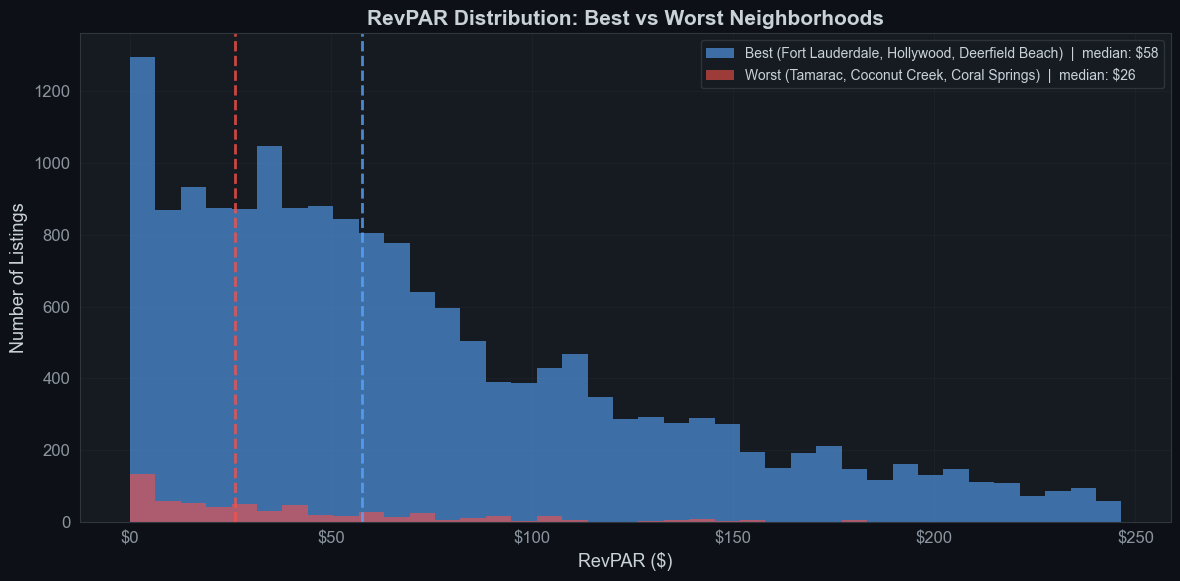 RevPAR Distribution: Best vs Worst Neighborhoods
Best (Fort Lauderdale, Hollywood, Deerfield Beach) | median: $58
Worst (Tamarac, Coconut Creek, Coral Springs) | median: $26
Number of Listings
1200
1000
800
600
400
200
0
$0 $50 $100 $150 $200 $250
RevPAR ($)